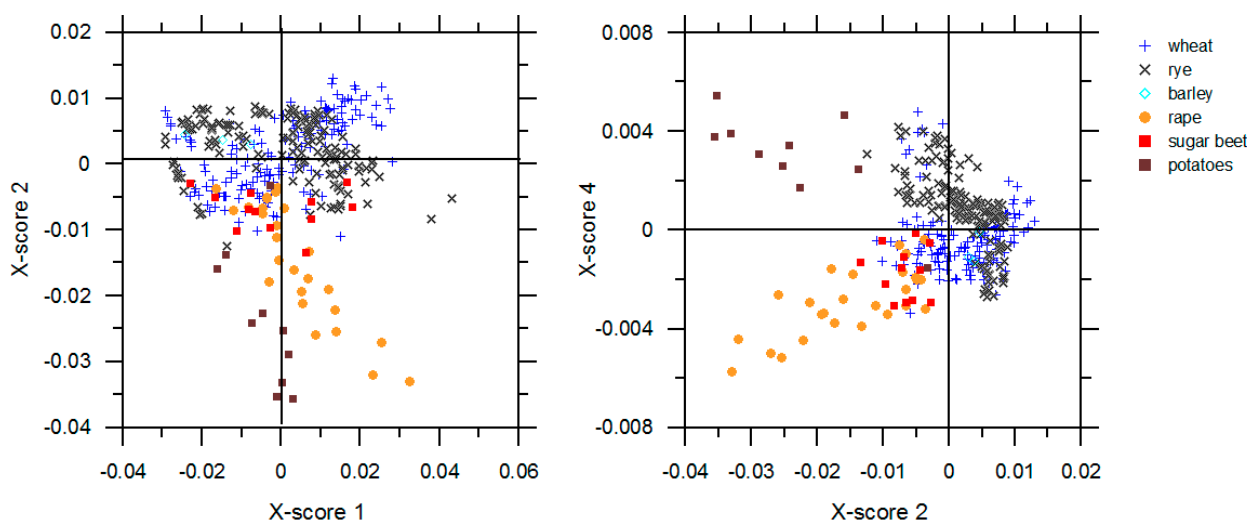 0.02
0.01
0
-0.01
-0.02
-0.03
-0.04
X-score 2
-0.04 -0.02 0 0.02 0.04 0.06
X-score 1
0.008
0.004
0
-0.004
-0.008
X-score 4
-0.04 -0.03 -0.02 -0.01 0 0.01 0.02
X-score 2
wheat
rye
barley
rape
sugar beet
potatoes